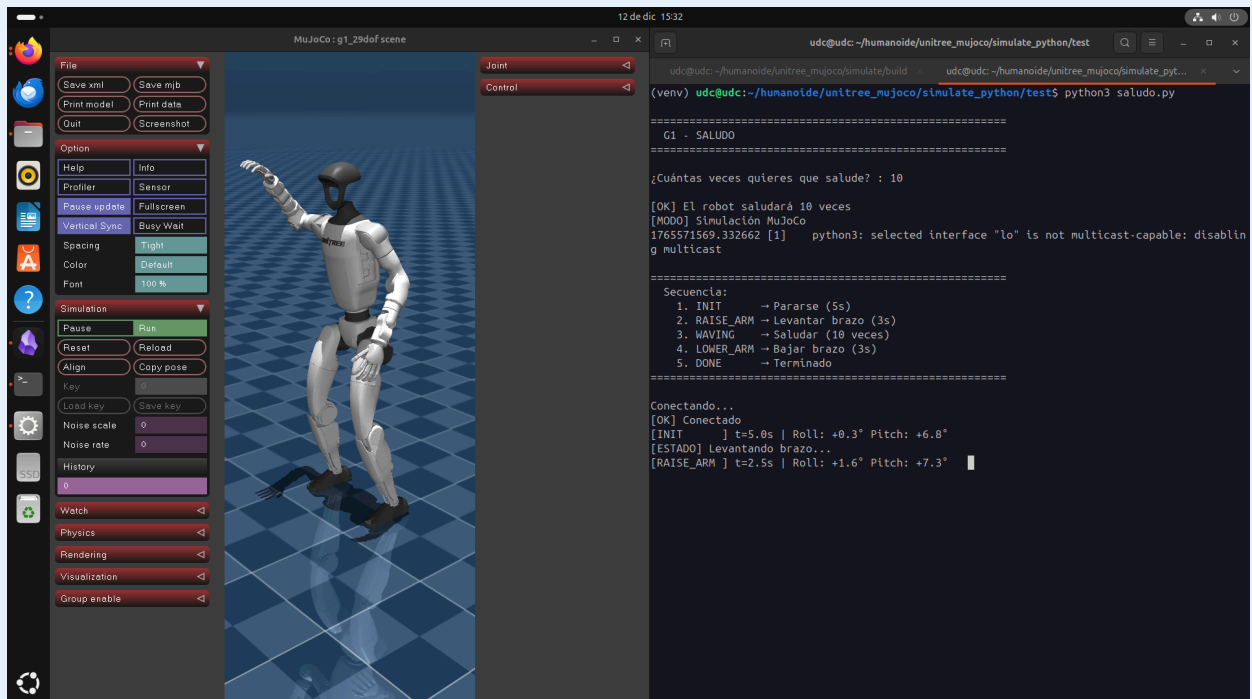 12 de dic 15:32
MuJoCo : g1_29dof scene
File
Save xml Save mjb
Print model Print data
Quit Screenshot
Option
Help Info
Profiler Sensor
Pause update Fullscreen
Vertical Sync Busy Wait
Spacing Tight
Color Default
Font 100 %
Simulation
Pause Run
Reset Reload
Align Copy pose
Key 0
Load key Save key
Noise scale 0
Noise rate 0
History
0
Watch
Physics
Rendering
Visualization
Group enable
Joint
Control
SSD
udc@udc: ~/humanoide/unitree_mujoco/simulate_python/test
udc@udc: ~/humanoide/unitree_mujoco/simulate/build udc@udc: ~/humanoide/unitree_mujoco/simulate_pyt...
(venv) udc@udc:~/humanoide/unitree_mujoco/simulate_python/test$ python3 saludo.py
=======================================================
G1 - SALUDO
=======================================================
¿Cuántas veces quieres que salude? : 10
[OK] El robot saludará 10 veces
[MODO] Simulación MuJoCo
1765571569.332662 [1] python3: selected interface "lo" is not multicast-capable: disablin
g multicast
=======================================================
Secuencia:
1. INIT → Pararse (5s)
2. RAISE_ARM → Levantar brazo (3s)
3. WAVING → Saludar (10 veces)
4. LOWER_ARM → Bajar brazo (3s)
5. DONE → Terminado
=======================================================
Conectando...
[OK] Conectado
[INIT ] t=5.0s | Roll: +0.3° Pitch: +6.8°
[ESTADO] Levantando brazo...
[RAISE_ARM ] t=2.5s | Roll: +1.6° Pitch: +7.3°